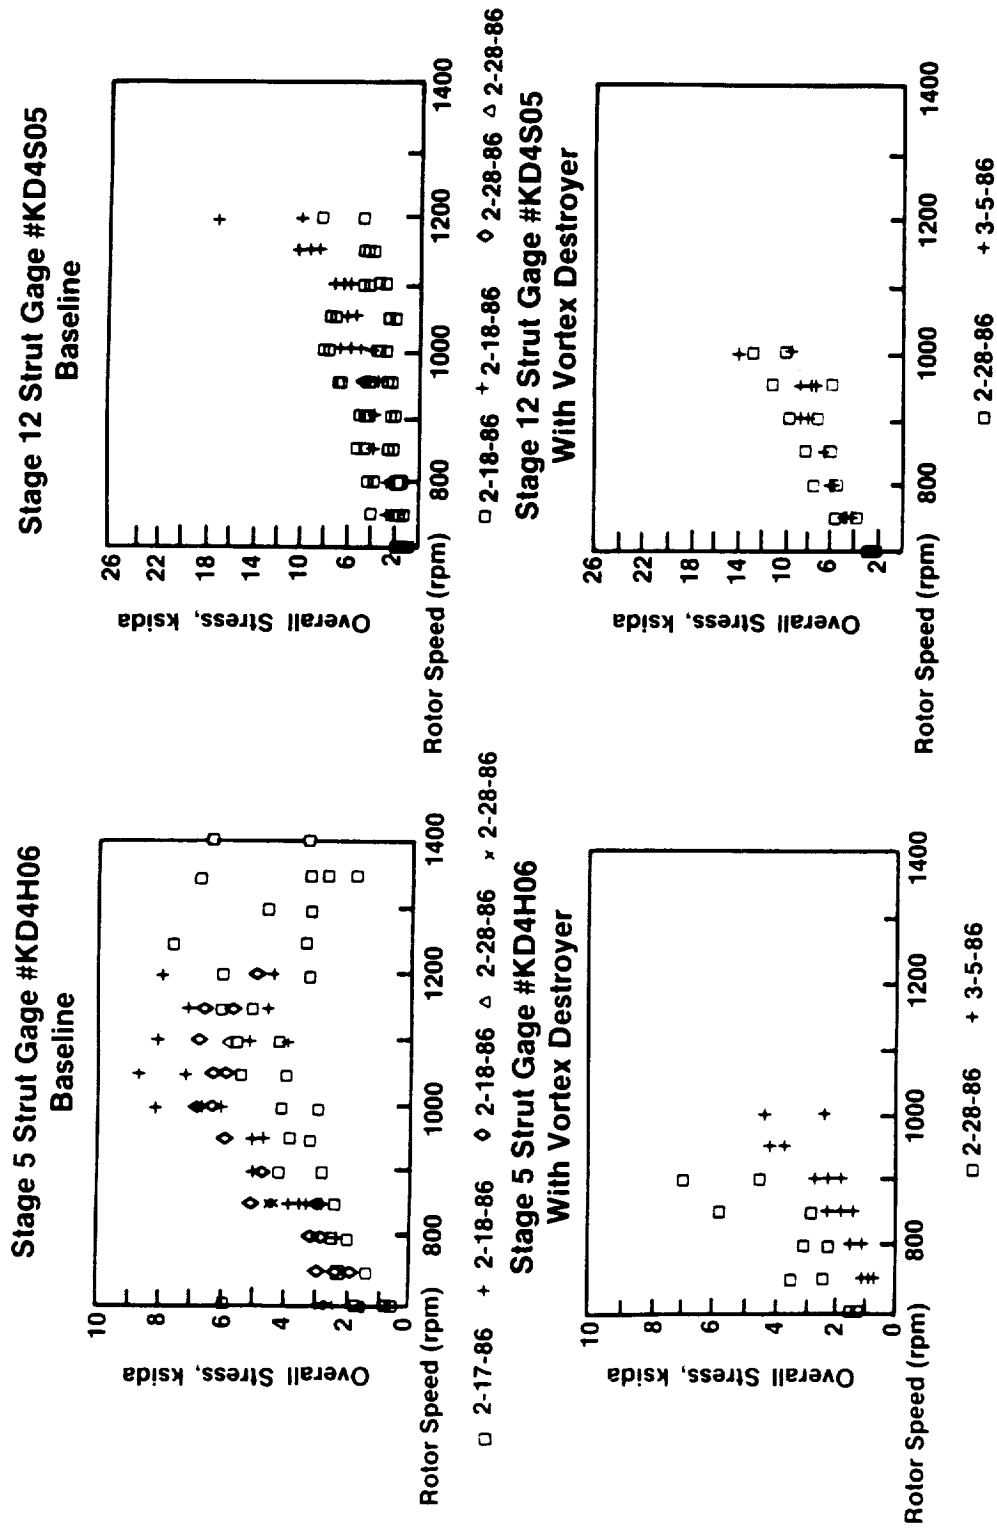 Stage 5 Strut Gage #KD4H06
Baseline
10
8
6
4
2
0
Overall Stress, ksida
Rotor Speed (rpm)
800
1000
1200
1400
□ 2-17-86 + 2-18-86 ◇ 2-18-86 △ 2-28-86 × 2-28-86
Stage 12 Strut Gage #KD4S05
Baseline
26
22
18
14
10
6
2
Overall Stress, ksida
Rotor Speed (rpm)
800
1000
1200
1400
□ 2-18-86 + 2-18-86 ◇ 2-28-86 △ 2-28-86
Stage 5 Strut Gage #KD4H06
With Vortex Destroyer
10
8
6
4
2
0
Overall Stress, ksida
Rotor Speed (rpm)
800
1000
1200
1400
□ 2-28-86 + 3-5-86
Stage 12 Strut Gage #KD4S05
With Vortex Destroyer
26
22
18
14
10
6
2
Overall Stress, ksida
Rotor Speed (rpm)
800
1000
1200
1400
□ 2-28-86 + 3-5-86